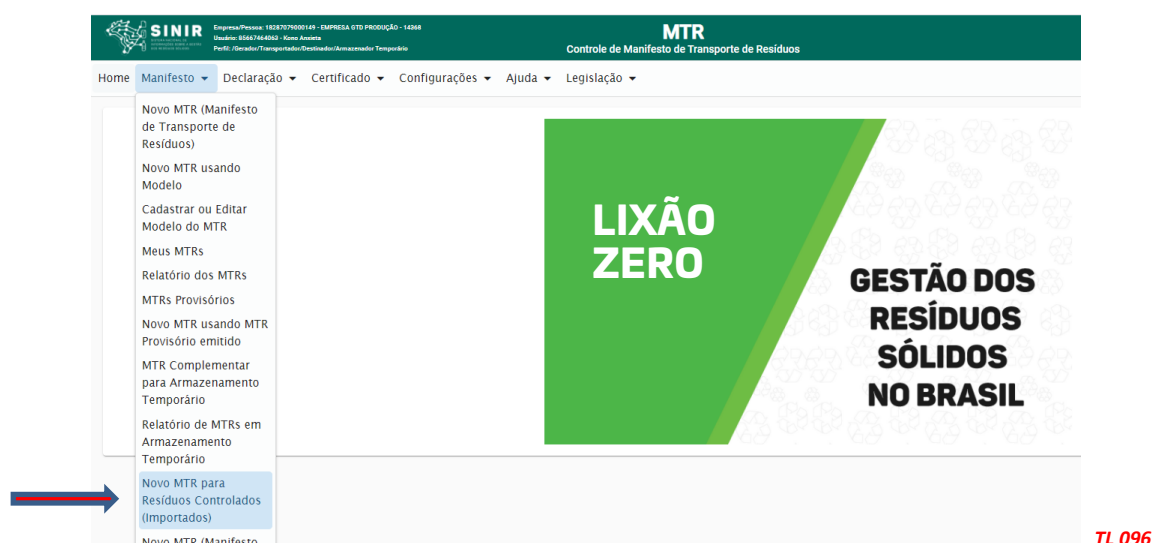 SINIR
Empresa/Pessoa: 18287079000149 - EMPRESA GTD PRODUÇÃO - 14368
Usuário: 85667464063 - Keno Anxieta
Perfil: /Gerador/Transportador/Destinador/Armazenador Temporário
MTR
Controle de Manifesto de Transporte de Resíduos
Home Manifesto Declaração Certificado Configurações Ajuda Legislação
Novo MTR (Manifesto
de Transporte de
Resíduos)
Novo MTR usando
Modelo
Cadastrar ou Editar
Modelo do MTR
Meus MTRs
Relatório dos MTRs
MTRs Provisórios
Novo MTR usando MTR
Provisório emitido
MTR Complementar
para Armazenamento
Temporário
Relatório de MTRs em
Armazenamento
Temporário
Novo MTR para
Resíduos Controlados
(Importados)
Novo MTR (Manifesto
LIXÃO
ZERO
GESTÃO DOS
RESÍDUOS
SÓLIDOS
NO BRASIL
TL 096